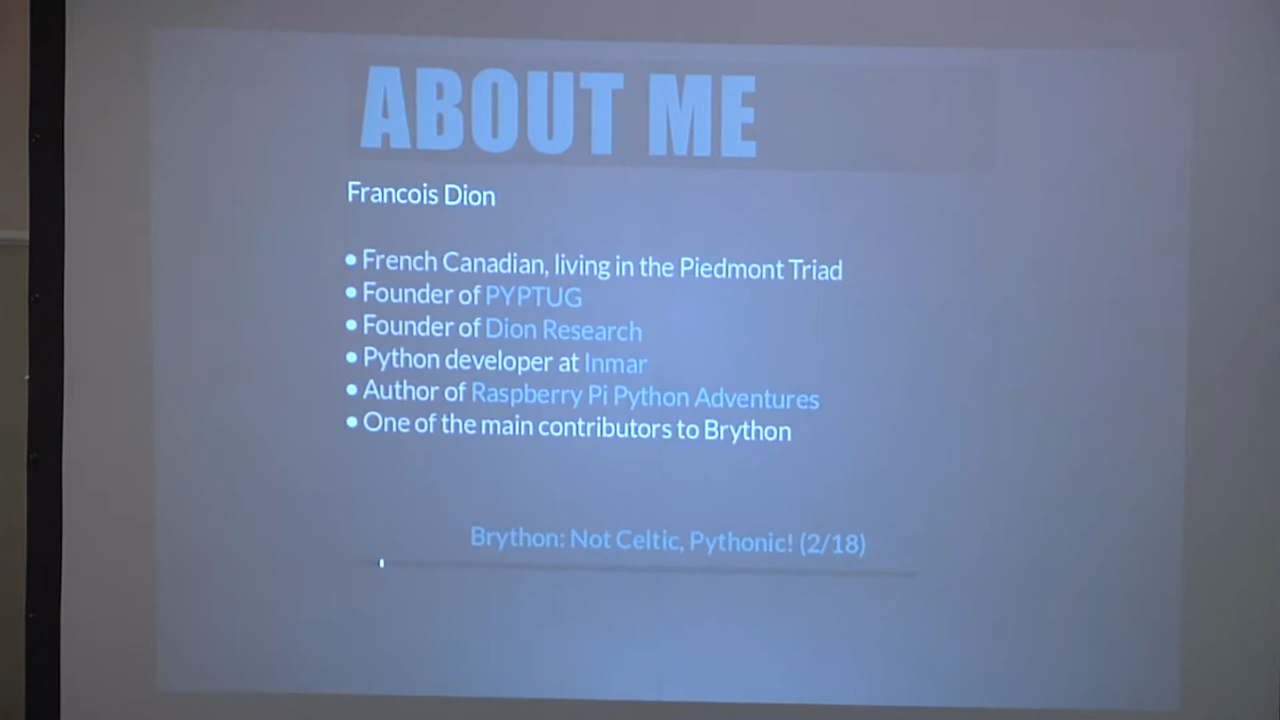 ABOUT ME
Francois Dion
• French Canadian, living in the Piedmont Triad
• Founder of PYPTUG
• Founder of Dion Research
• Python developer at Inmar
• Author of Raspberry Pi Python Adventures
• One of the main contributors to Brython
Brython: Not Celtic, Pythonic! (2/18)